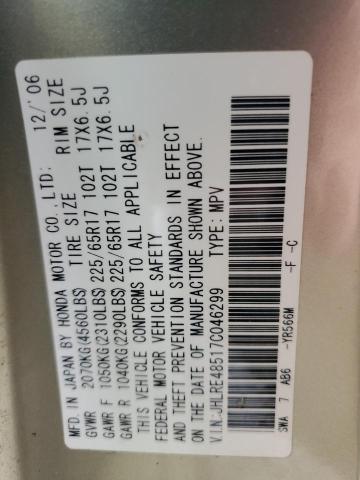 MFD. IN JAPAN BY HONDA MOTOR CO. LTD: 12/'06
TIRE SIZE RIM SIZE
GVWR 2070KG(4560LBS)
GAWR F 1050KG(2310LBS) 225/65R17 102T 17X6.5J
GAWR R 1040KG(2290LBS) 225/65R17 102T 17X6.5J
THIS VEHICLE CONFORMS TO ALL APPLICABLE
FEDERAL MOTOR VEHICLE SAFETY
AND THEFT PREVENTION STANDARDS IN EFFECT
ON THE DATE OF MANUFACTURE SHOWN ABOVE.
V.I.N:JHLRE48517C046299 TYPE: MPV
SWA 7 AB6 -YR566M -F -C